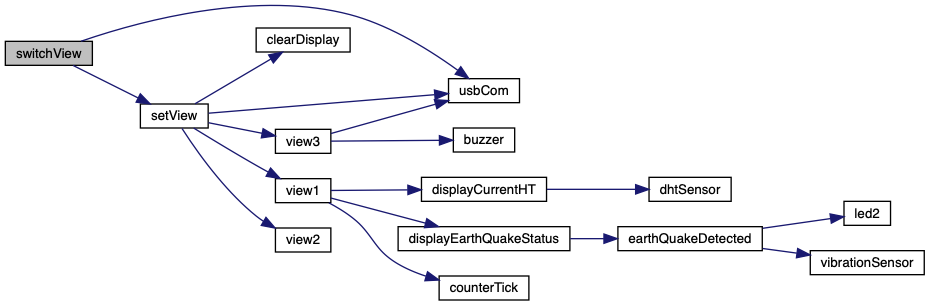 switchView
clearDisplay
usbCom
setView
view3
buzzer
view1
displayCurrentHT
dhtSensor
led2
view2
displayEarthQuakeStatus
earthQuakeDetected
vibrationSensor
counterTick